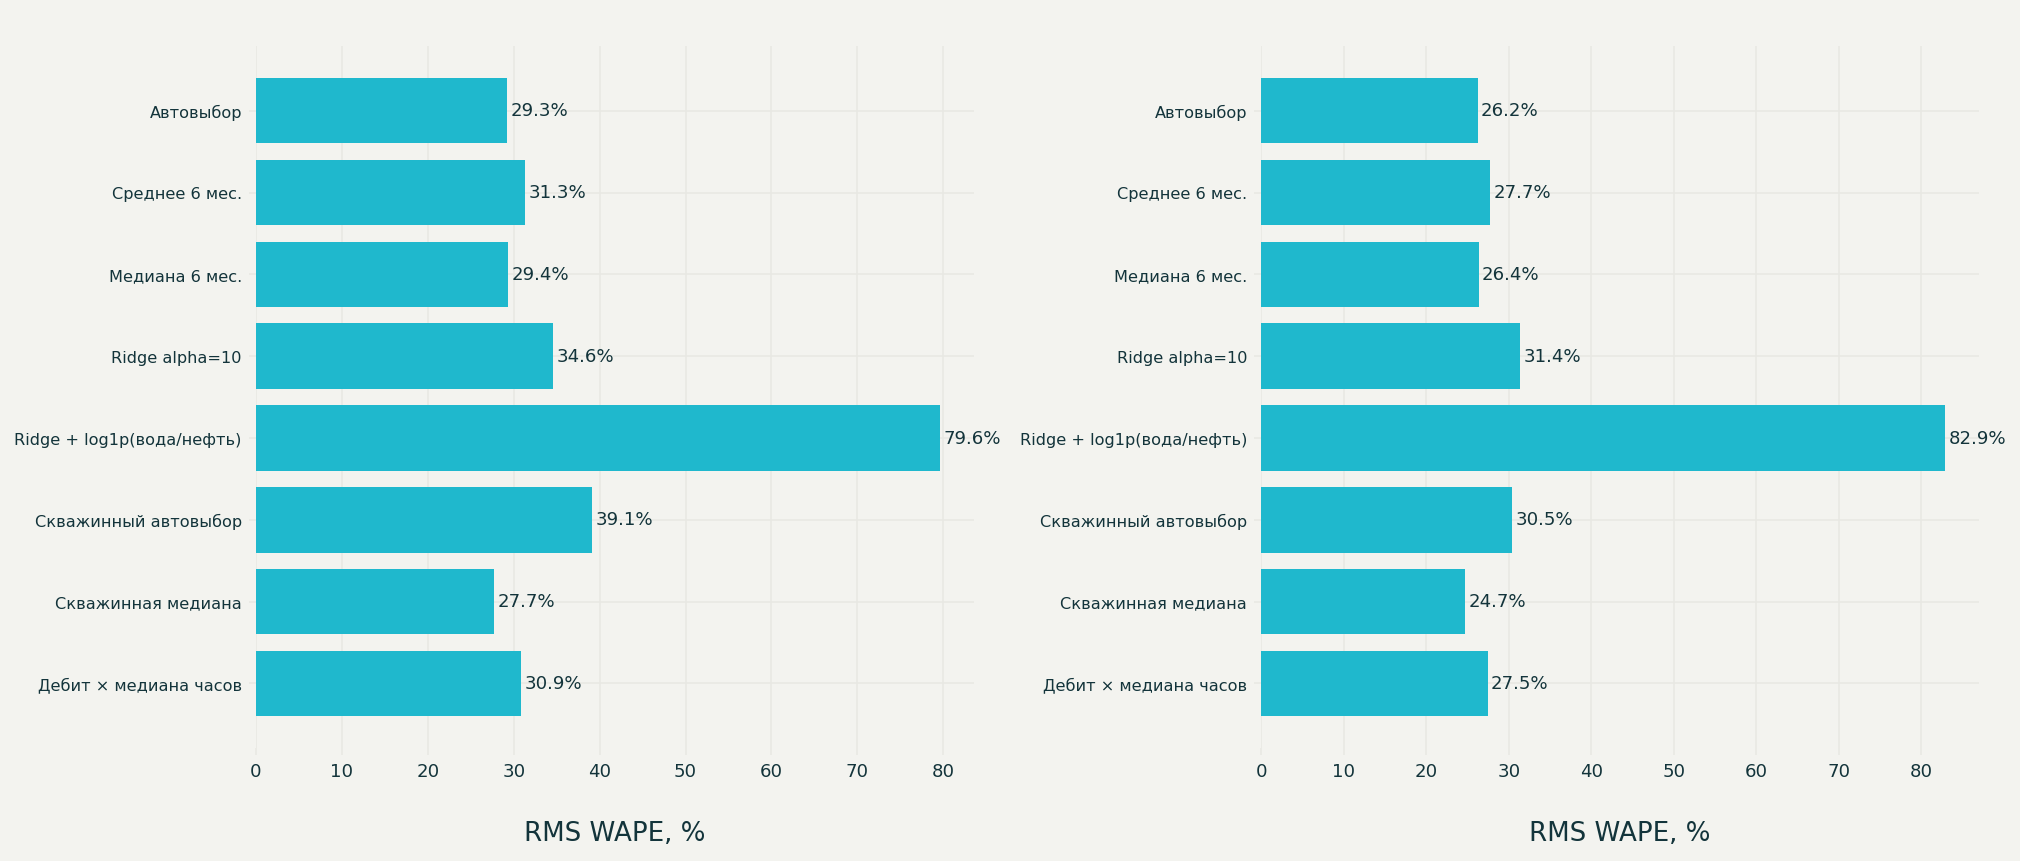 Автовыбор
29.3%
Среднее 6 мес.
31.3%
Медиана 6 мес.
29.4%
Ridge alpha=10
34.6%
Ridge + log1p(вода/нефть)
79.6%
Скважинный автовыбор
39.1%
Скважинная медиана
27.7%
Дебит × медиана часов
30.9%
0 10 20 30 40 50 60 70 80
RMS WAPE, %
Автовыбор
26.2%
Среднее 6 мес.
27.7%
Медиана 6 мес.
26.4%
Ridge alpha=10
31.4%
Ridge + log1p(вода/нефть)
82.9%
Скважинный автовыбор
30.5%
Скважинная медиана
24.7%
Дебит × медиана часов
27.5%
0 10 20 30 40 50 60 70 80
RMS WAPE, %